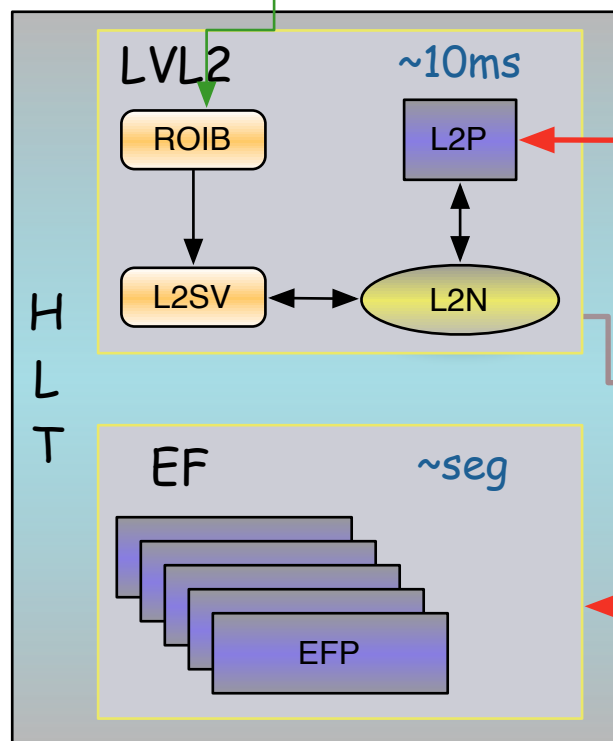 LVL2 ~10ms
ROIB L2P
L2SV L2N
H
L
T
EF ~seg
EFP